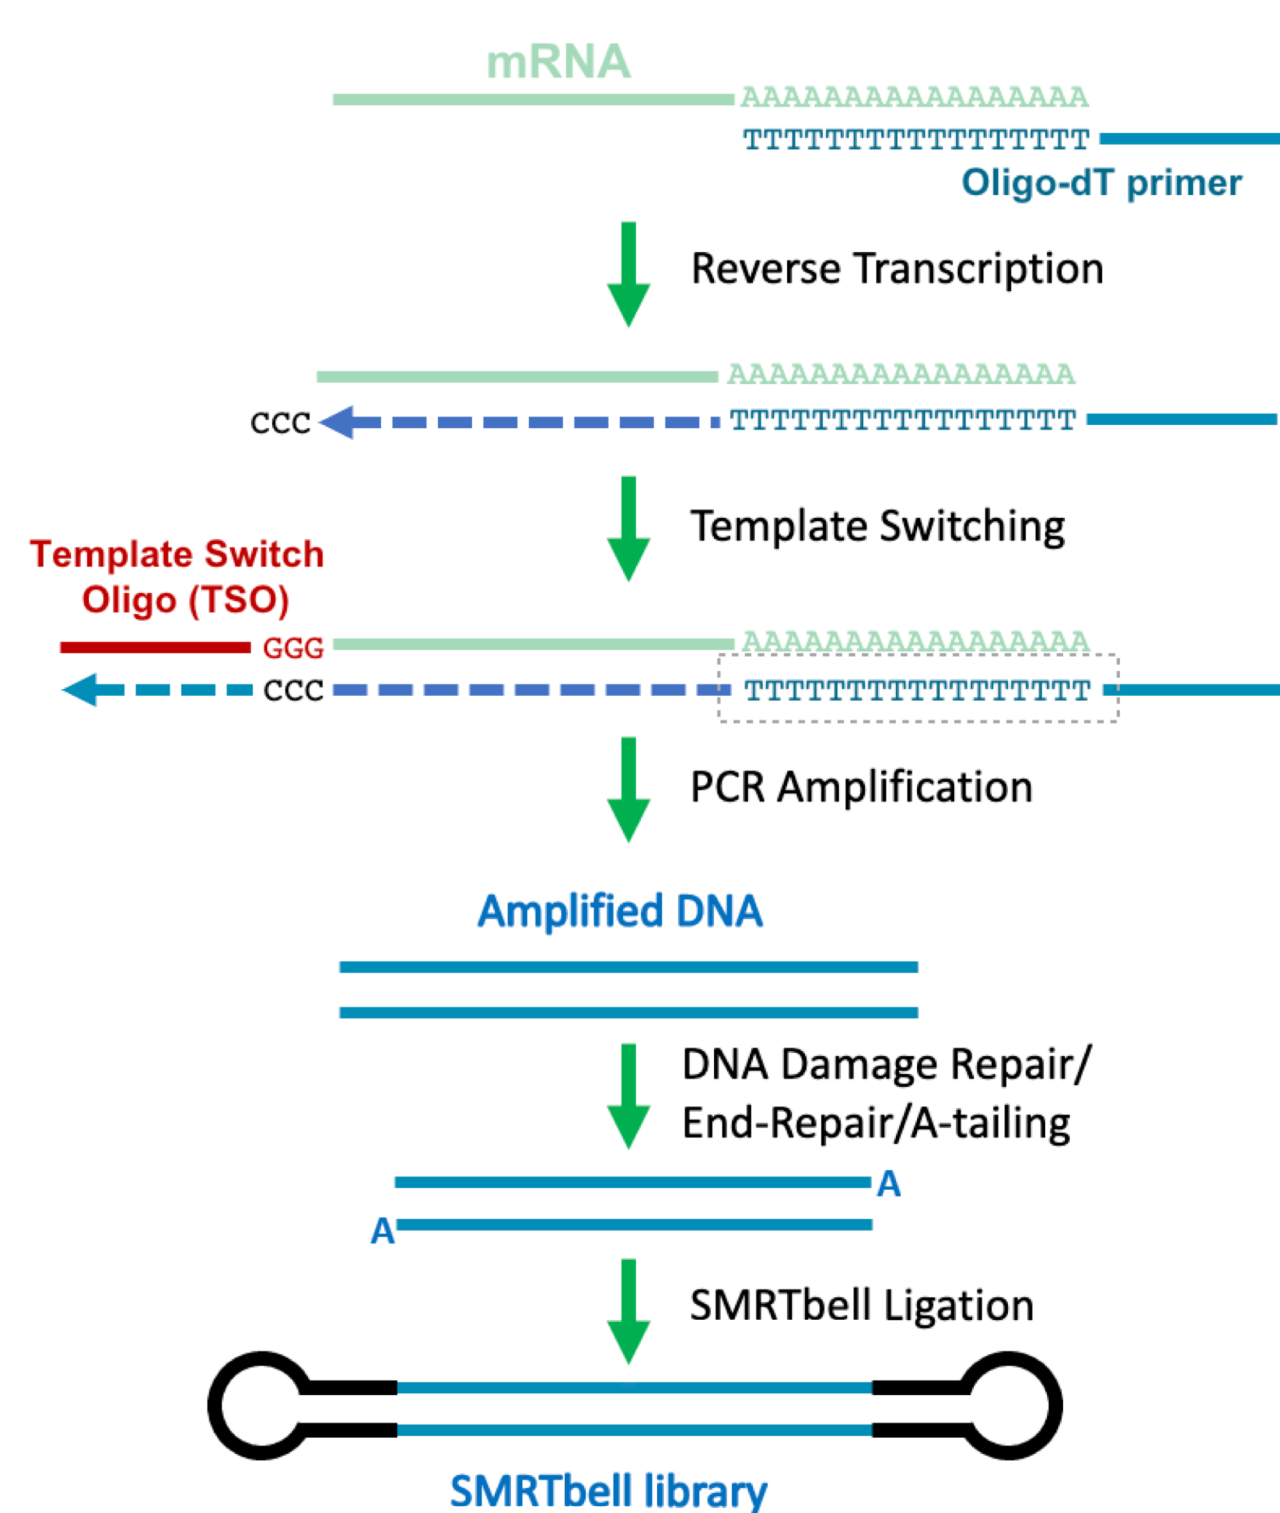 mRNA
AAAAAAAAAAAAAAAAA
TTTTTTTTTTTTTTTTT
Oligo-dT primer
Reverse Transcription
AAAAAAAAAAAAAAAAA
CCC TTTTTTTTTTTTTTTTT
Template Switching
Template Switch
Oligo (TSO)
GGG AAAAAAAAAAAAAAAAA
CCC TTTTTTTTTTTTTTTTT
PCR Amplification
Amplified DNA
DNA Damage Repair/
End-Repair/A-tailing
A
A
SMRTbell Ligation
SMRTbell library